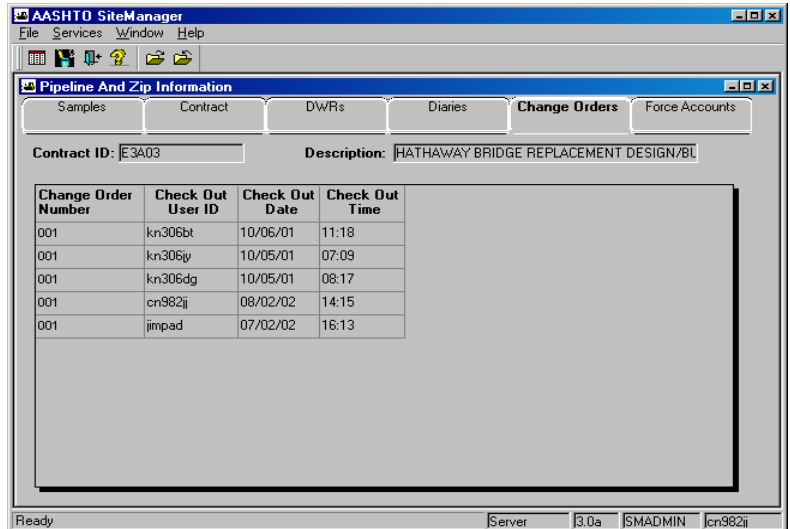 AASHTO SiteManager
File Services Window Help
Pipeline And Zip Information
Samples Contract DWRs Diaries Change Orders Force Accounts
Contract ID: E3A03 Description: HATHAWAY BRIDGE REPLACEMENT DESIGN/BU
Change Order Number Check Out User ID Check Out Date Check Out Time
001 kn306bt 10/06/01 11:18
001 kn306jy 10/05/01 07:09
001 kn306dg 10/05/01 08:17
001 cn982jj 08/02/02 14:15
001 jimpad 07/02/02 16:13
Ready Server 3.0a SMADMIN cn982jj